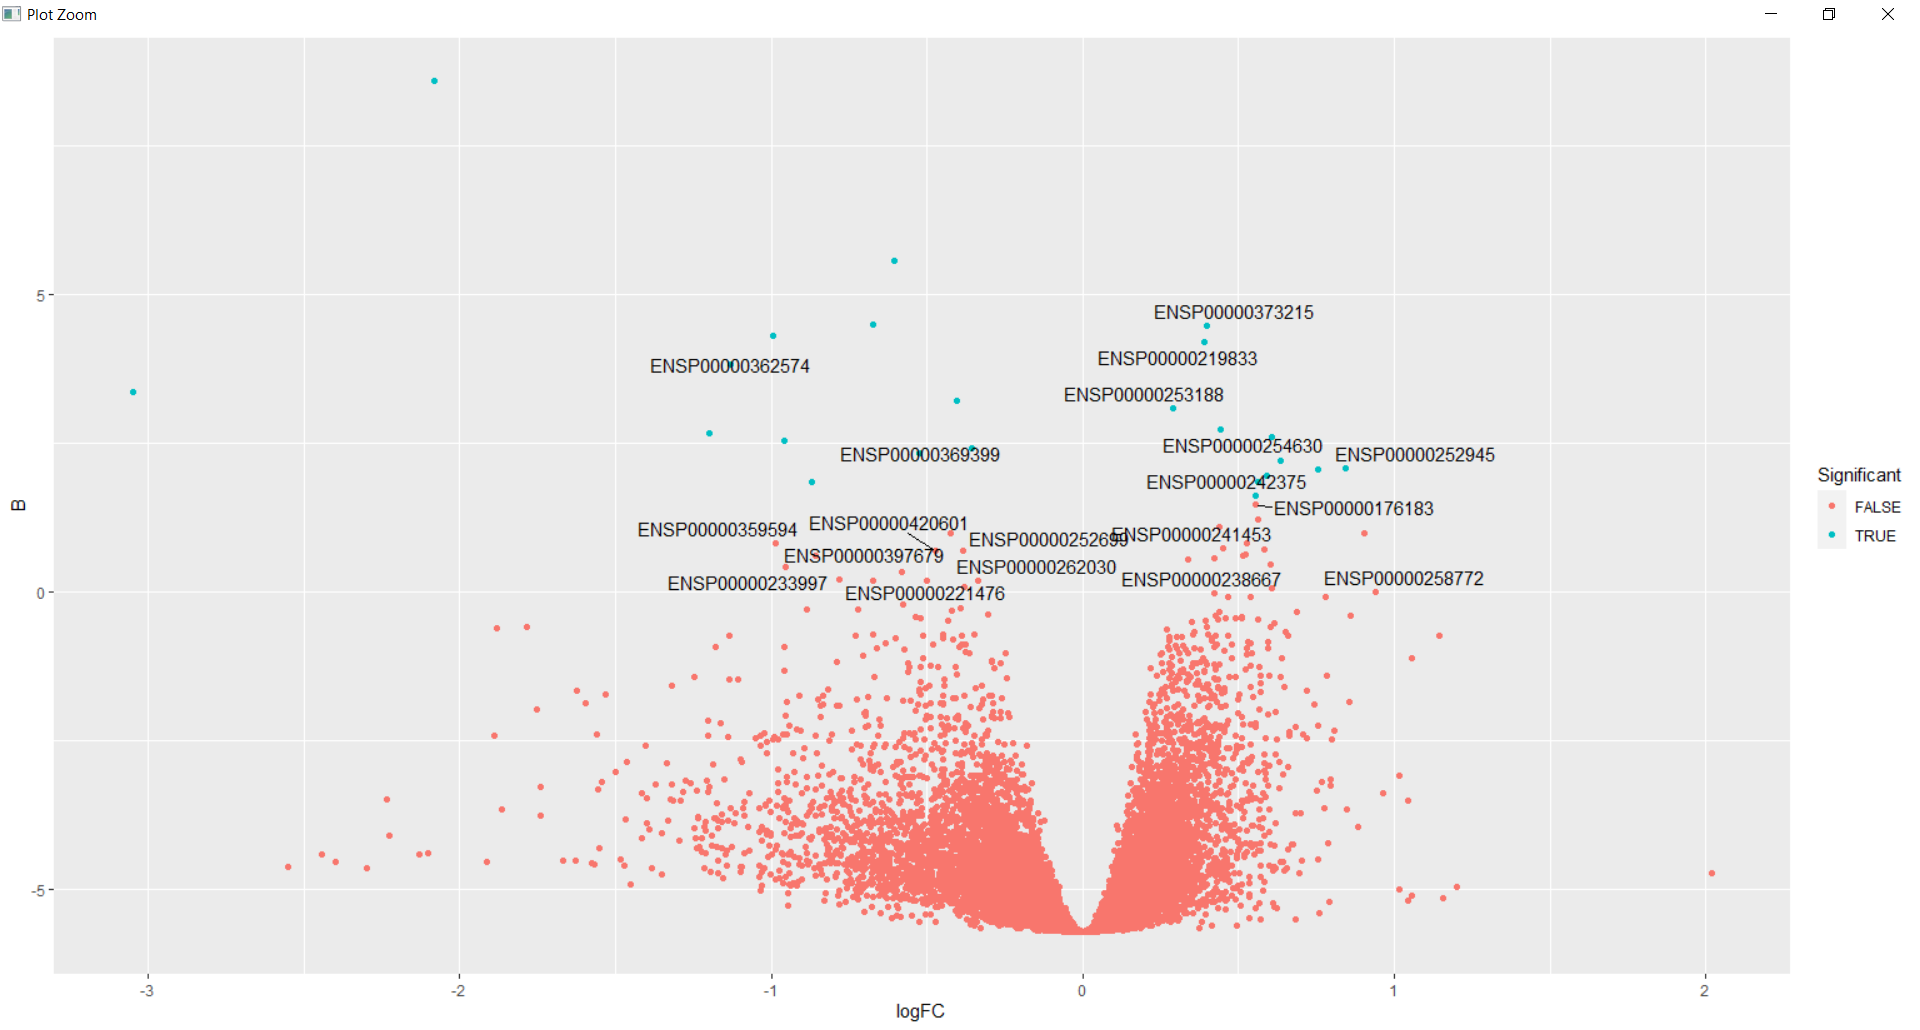 Plot Zoom
ENSP00000373215
ENSP00000219833
ENSP00000362574
ENSP00000253188
ENSP00000254630
ENSP00000252945
ENSP00000369399
ENSP00000242375
ENSP00000176183
ENSP00000420601
ENSP00000359594
ENSP00000241453
ENSP00000252699
ENSP00000397679
ENSP00000262030
ENSP00000258772
ENSP00000238667
ENSP00000233997
ENSP00000221476
5
0
-5
B
-3
-2
-1
0
1
2
logFC
Significant
FALSE
TRUE